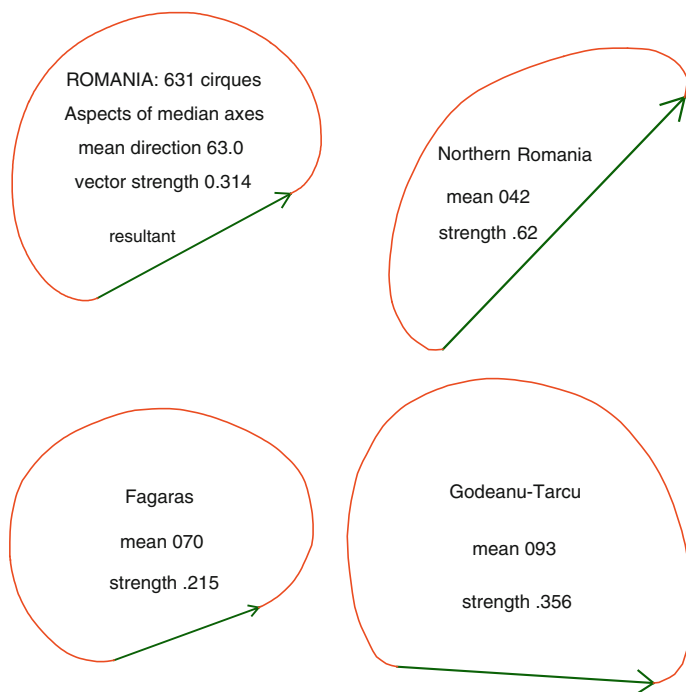 ROMANIA: 631 cirques
Aspects of median axes
mean direction 63.0
vector strength 0.314
resultant
Northern Romania
mean 042
strength .62
Fagaras
mean 070
strength .215
Godeanu-Tarcu
mean 093
strength .356